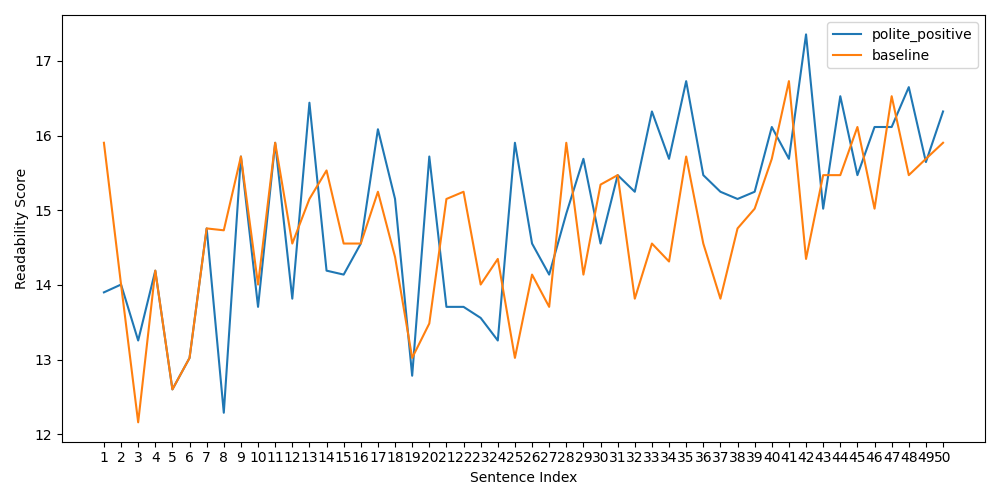 polite_positive
baseline
Readability Score
17
16
15
14
13
12
1 2 3 4 5 6 7 8 9 10 11 12 13 14 15 16 17 18 19 20 21 22 23 24 25 26 27 28 29 30 31 32 33 34 35 36 37 38 39 40 41 42 43 44 45 46 47 48 49 50
Sentence Index